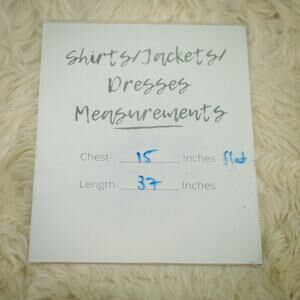 Shirts/Jackets/
Dresses
Measurements
Chest 15 Inches flat
Length 37 Inches